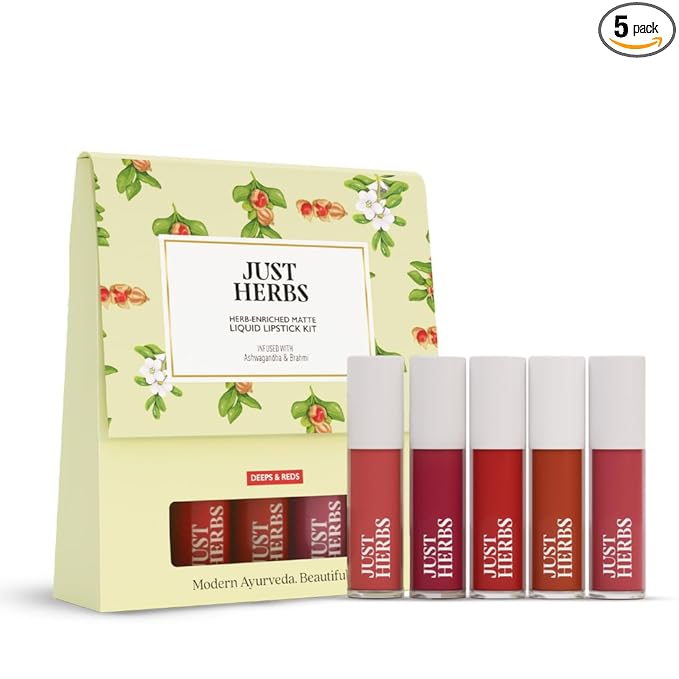 5 pack
JUST
HERBS
HERB-ENRICHED MATTE
LIQUID LIPSTICK KIT
INFUSED WITH
Ashwagandha & Brahmi
DEEPS & REDS
JUST
HERBS
JUST
HERBS
JUST
HERBS
Modern Ayurveda. Beautiful
JUST
HERBS
JUST
HERBS
JUST
HERBS
JUST
HERBS
JUST
HERBS